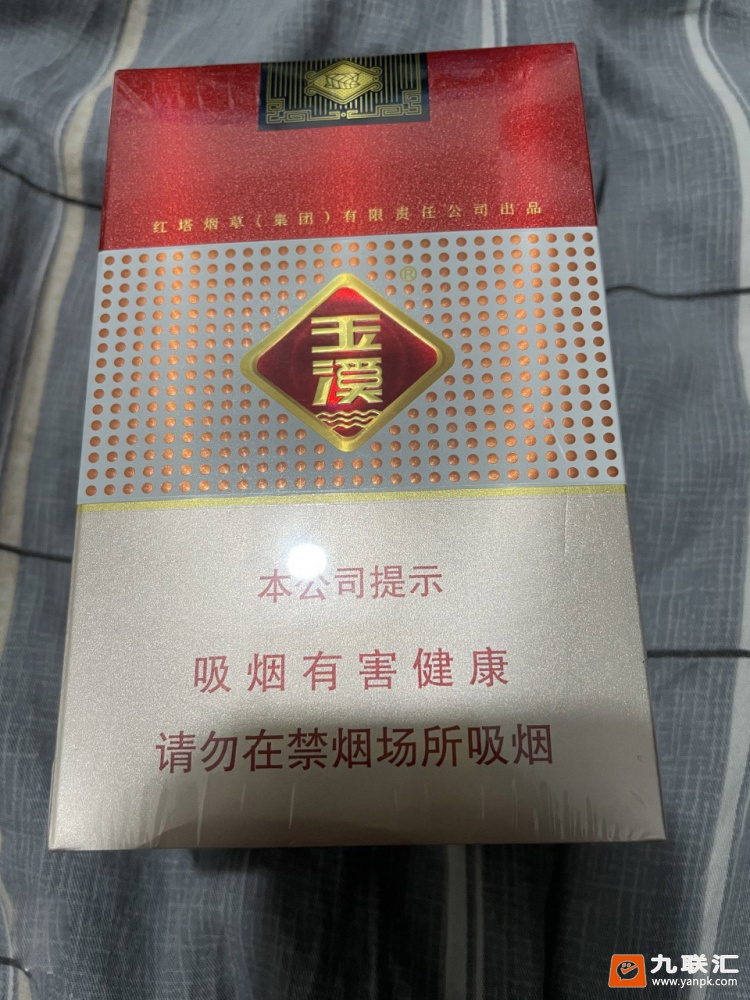 红塔烟草(集团)有限责任公司出品
®
玉
溪
本公司提示
吸烟有害健康
请勿在禁烟场所吸烟
九联汇
www.yanpk.com